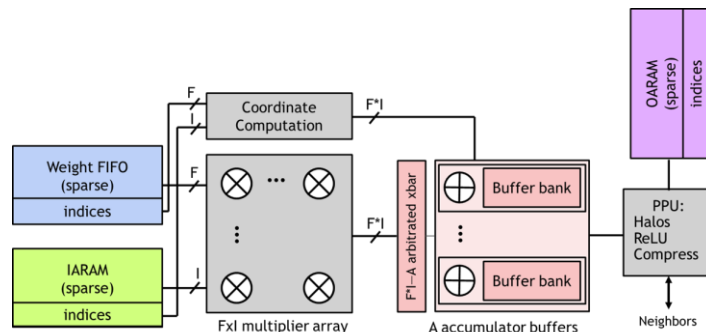 Weight FIFO
(sparse)
indices
IARAM
(sparse)
indices
F
I
F
I
Coordinate
Computation
F*I
...
...
FxI multiplier array
F*I
F*I—A arbitrated xbar
Buffer bank
...
Buffer bank
A accumulator buffers
OARAM
(sparse)
indices
PPU:
Halos
ReLU
Compress
Neighbors